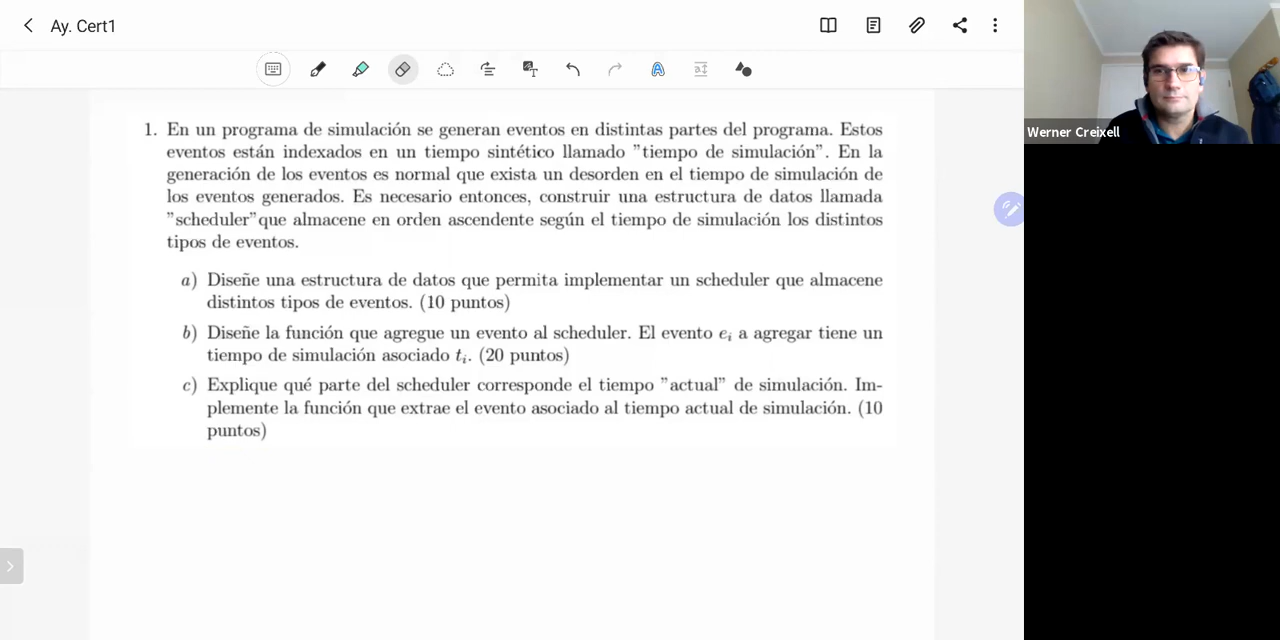 Ay. Cert1
1. En un programa de simulación se generan eventos en distintas partes del programa. Estos
eventos están indexados en un tiempo sintético llamado ”tiempo de simulación”. En la
generación de los eventos es normal que exista un desorden en el tiempo de simulación de
los eventos generados. Es necesario entonces, construir una estructura de datos llamada
”scheduler”que almacene en orden ascendente según el tiempo de simulación los distintos
tipos de eventos.
a) Diseñe una estructura de datos que permita implementar un scheduler que almacene
distintos tipos de eventos. (10 puntos)
b) Diseñe la función que agregue un evento al scheduler. El evento eᵢ a agregar tiene un
tiempo de simulación asociado tᵢ. (20 puntos)
c) Explique qué parte del scheduler corresponde el tiempo ”actual” de simulación. Im-
plemente la función que extrae el evento asociado al tiempo actual de simulación. (10
puntos)
Werner Creixell